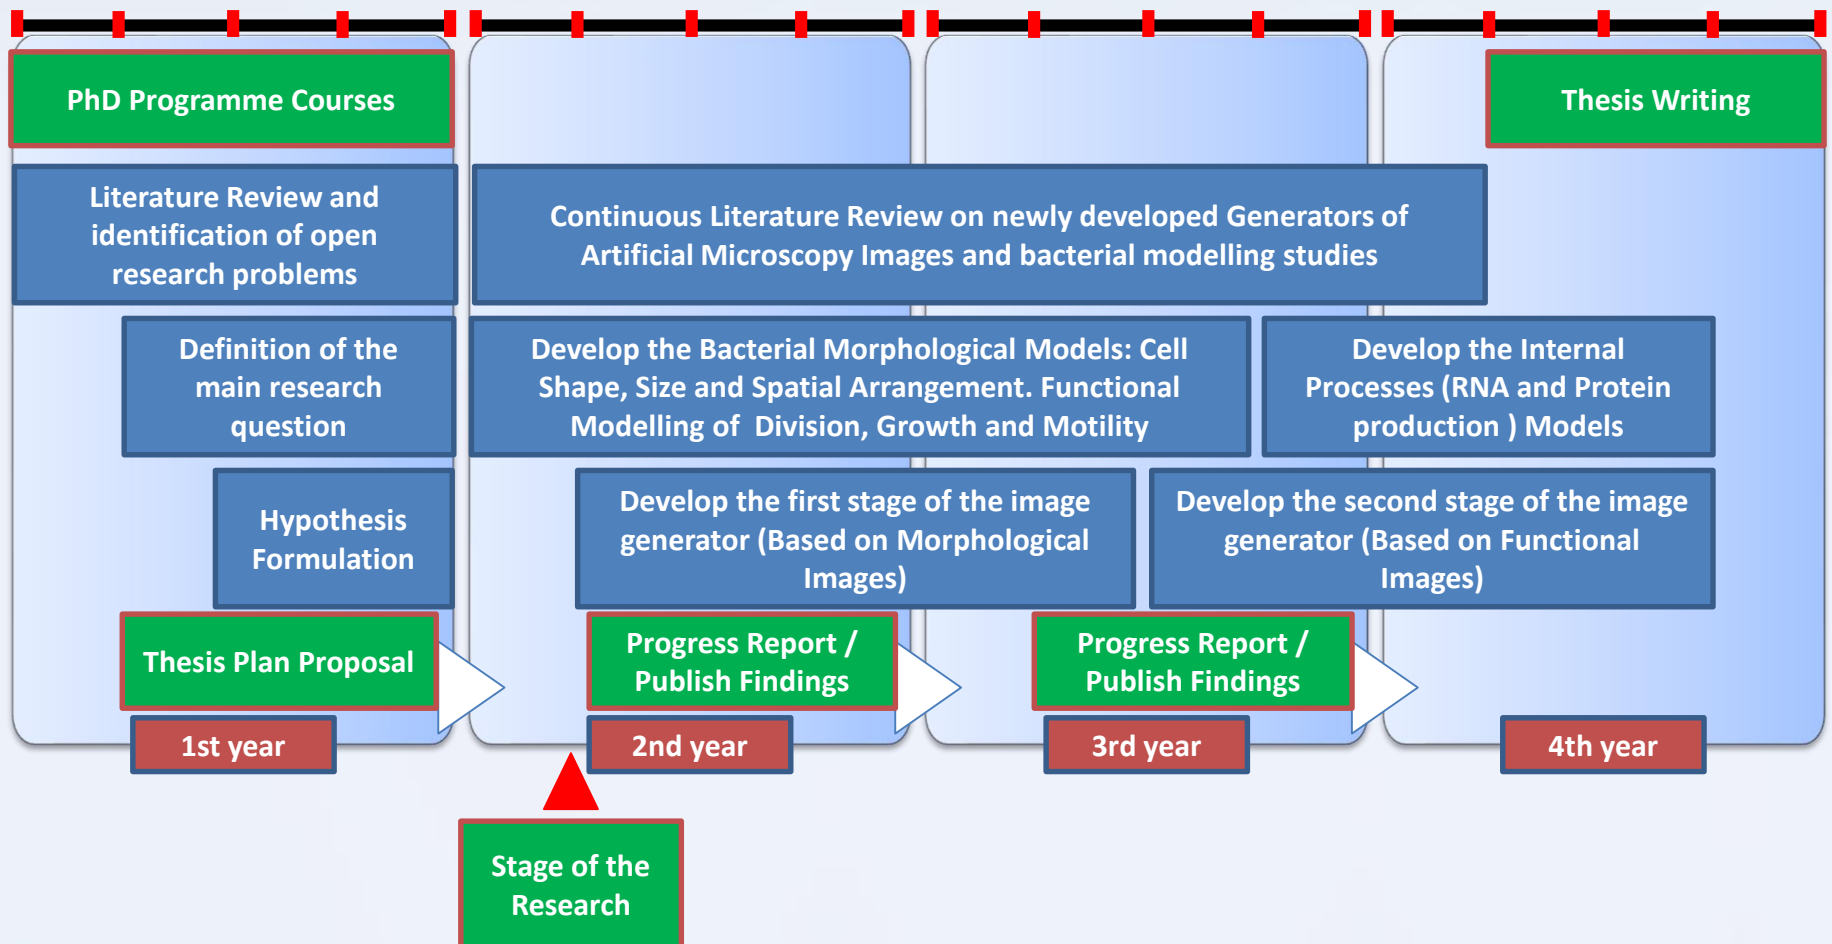 PhD Programme Courses
Thesis Writing
Literature Review and
identification of open
research problems
Continuous Literature Review on newly developed Generators of
Artificial Microscopy Images and bacterial modelling studies
Definition of the
main research
question
Develop the Bacterial Morphological Models: Cell
Shape, Size and Spatial Arrangement. Functional
Modelling of  Division, Growth and Motility
Develop the Internal
Processes (RNA and Protein
production ) Models
Hypothesis
Formulation
Develop the first stage of the image
generator (Based on Morphological
Images)
Develop the second stage of the image
generator (Based on Functional
Images)
Thesis Plan Proposal
Progress Report /
Publish Findings
Progress Report /
Publish Findings
1st year
2nd year
3rd year
4th year
Stage of the
Research